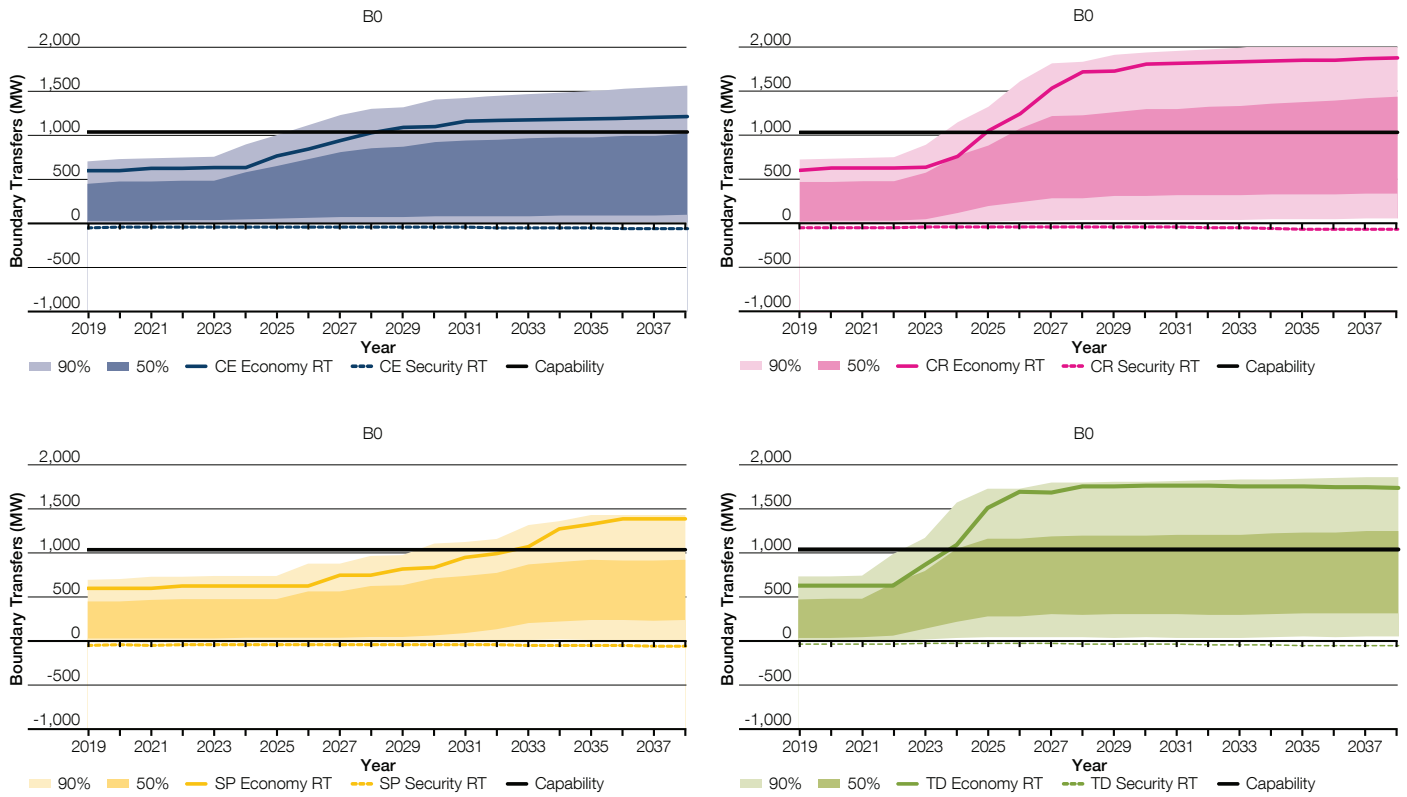 B0
2,000
1,500
1,000
500
0
-500
-1,000
Boundary Transfers (MW)
2019 2021 2023 2025 2027 2029 2031 2033 2035 2037
Year
90% 50% CE Economy RT CE Security RT Capability
B0
2,000
1,500
1,000
500
0
-500
-1,000
Boundary Transfers (MW)
2019 2021 2023 2025 2027 2029 2031 2033 2035 2037
Year
90% 50% CR Economy RT CR Security RT Capability
B0
2,000
1,500
1,000
500
0
-500
-1,000
Boundary Transfers (MW)
2019 2021 2023 2025 2027 2029 2031 2033 2035 2037
Year
90% 50% SP Economy RT SP Security RT Capability
B0
2,000
1,500
1,000
500
0
-500
-1,000
Boundary Transfers (MW)
2019 2021 2023 2025 2027 2029 2031 2033 2035 2037
Year
90% 50% TD Economy RT TD Security RT Capability